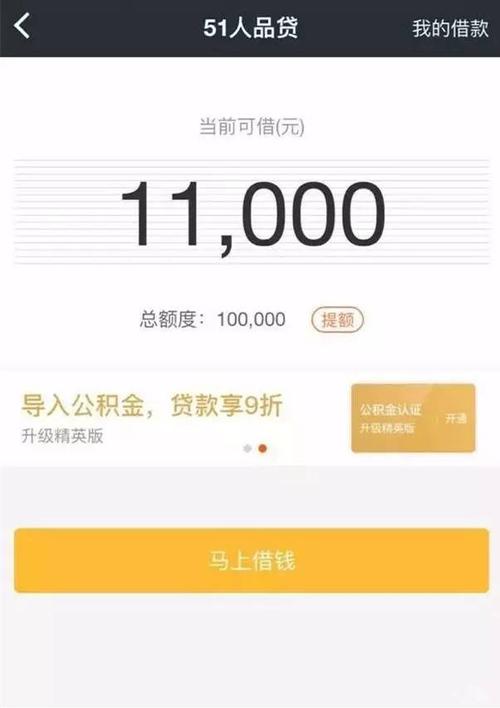 51人品贷
我的借款
当前可借(元)
11,000
总额度：100,000 提额
导入公积金，贷款享9折
升级精英版
公积金认证
升级精英版
开通
马上借钱